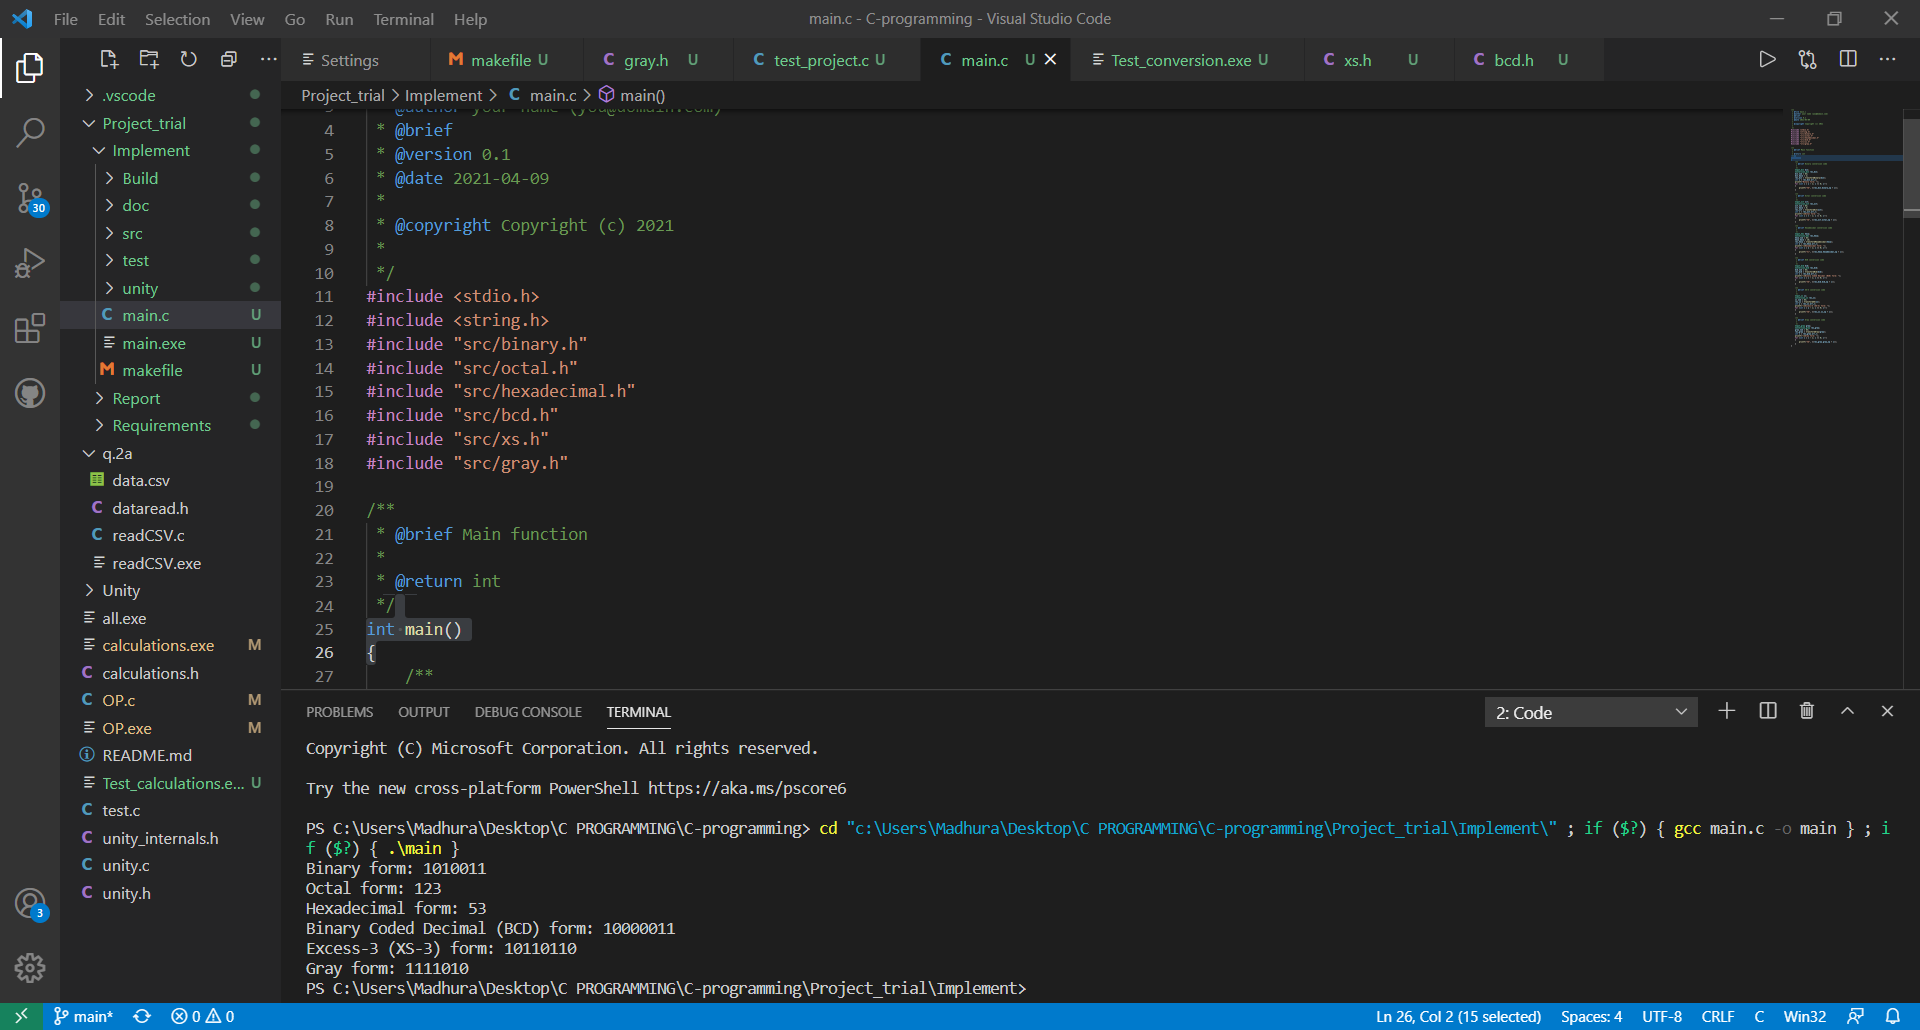 File Edit Selection View Go Run Terminal Help
main.c - C-programming - Visual Studio Code
Settings
makefile U
gray.h U
test_project.c U
main.c U
Test_conversion.exe U
xs.h U
bcd.h U
Project_trial > Implement > C main.c > main()
.vscode
Project_trial
Implement
Build
doc
src
test
unity
C main.c U
main.exe U
M makefile U
Report
Requirements
q.2a
data.csv
C dataread.h
C readCSV.c
readCSV.exe
Unity
all.exe
calculations.exe M
C calculations.h
C OP.c M
OP.exe M
README.md
Test_calculations.e... U
C test.c
C unity_internals.h
C unity.c
C unity.h
30
3
4 * @brief
5 * @version 0.1
6 * @date 2021-04-09
7 *
8 * @copyright Copyright (c) 2021
9 *
10 */
11 #include <stdio.h>
12 #include <string.h>
13 #include "src/binary.h"
14 #include "src/octal.h"
15 #include "src/hexadecimal.h"
16 #include "src/bcd.h"
17 #include "src/xs.h"
18 #include "src/gray.h"
19
20 /**
21 * @brief Main function
22 *
23 * @return int
24 */
25 int main()
26 {
27 /**
PROBLEMS OUTPUT DEBUG CONSOLE TERMINAL
2: Code
Copyright (C) Microsoft Corporation. All rights reserved.
Try the new cross-platform PowerShell https://aka.ms/pscore6
PS C:\Users\Madhura\Desktop\C PROGRAMMING\C-programming> cd "c:\Users\Madhura\Desktop\C PROGRAMMING\C-programming\Project_trial\Implement\" ; if ($?) { gcc main.c -o main } ; i
f ($?) { .\main }
Binary form: 1010011
Octal form: 123
Hexadecimal form: 53
Binary Coded Decimal (BCD) form: 10000011
Excess-3 (XS-3) form: 10110110
Gray form: 1111010
PS C:\Users\Madhura\Desktop\C PROGRAMMING\C-programming\Project_trial\Implement>
main* 0 0
Ln 26, Col 2 (15 selected) Spaces: 4 UTF-8 CRLF C Win32